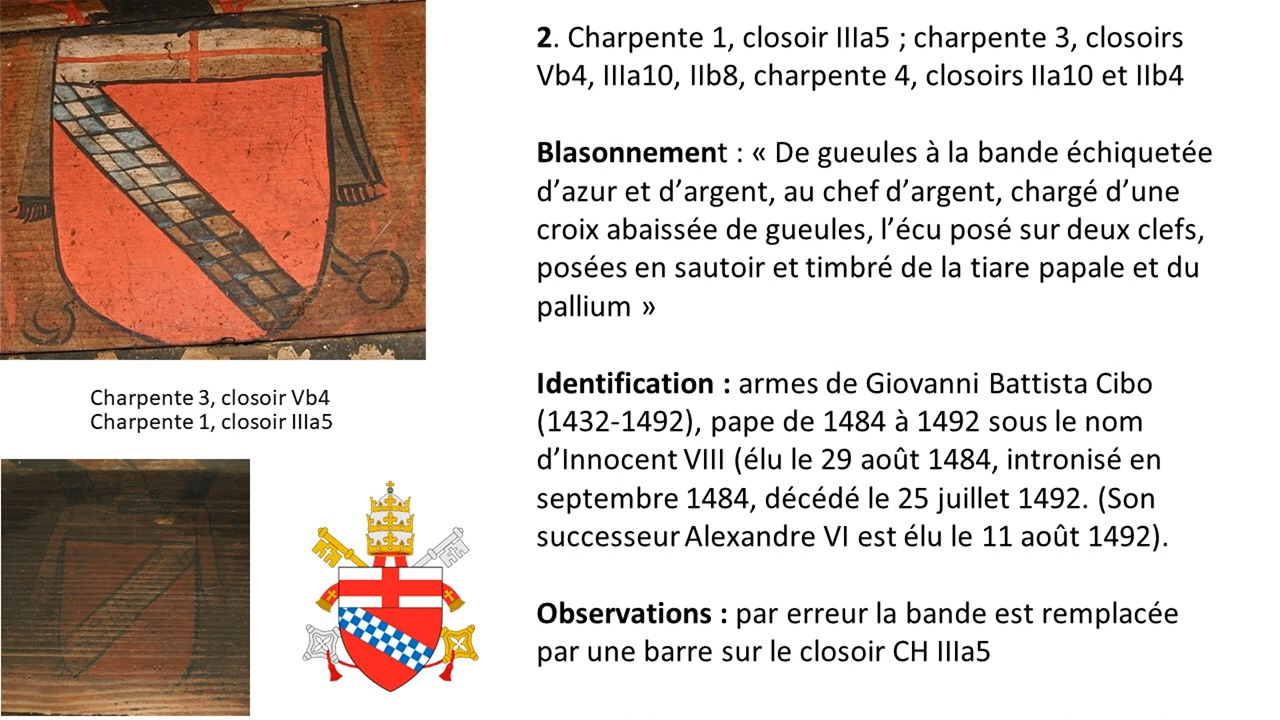 2. Charpente 1, closoir IIIa5 ; charpente 3, closoirs
Vb4, IIIa10, IIb8, charpente 4, closoirs IIa10 et IIb4
Blasonnement : « De gueules à la bande échiquetée
d’azur et d’argent, au chef d’argent, chargé d’une
croix abaissée de gueules, l’écu posé sur deux clefs,
posées en sautoir et timbré de la tiare papale et du
pallium »
Charpente 3, closoir Vb4
Charpente 1, closoir IIIa5
Identification : armes de Giovanni Battista Cibo
(1432-1492), pape de 1484 à 1492 sous le nom
d’Innocent VIII (élu le 29 août 1484, intronisé en
septembre 1484, décédé le 25 juillet 1492. (Son
successeur Alexandre VI est élu le 11 août 1492).
Observations : par erreur la bande est remplacée
par une barre sur le closoir CH IIIa5